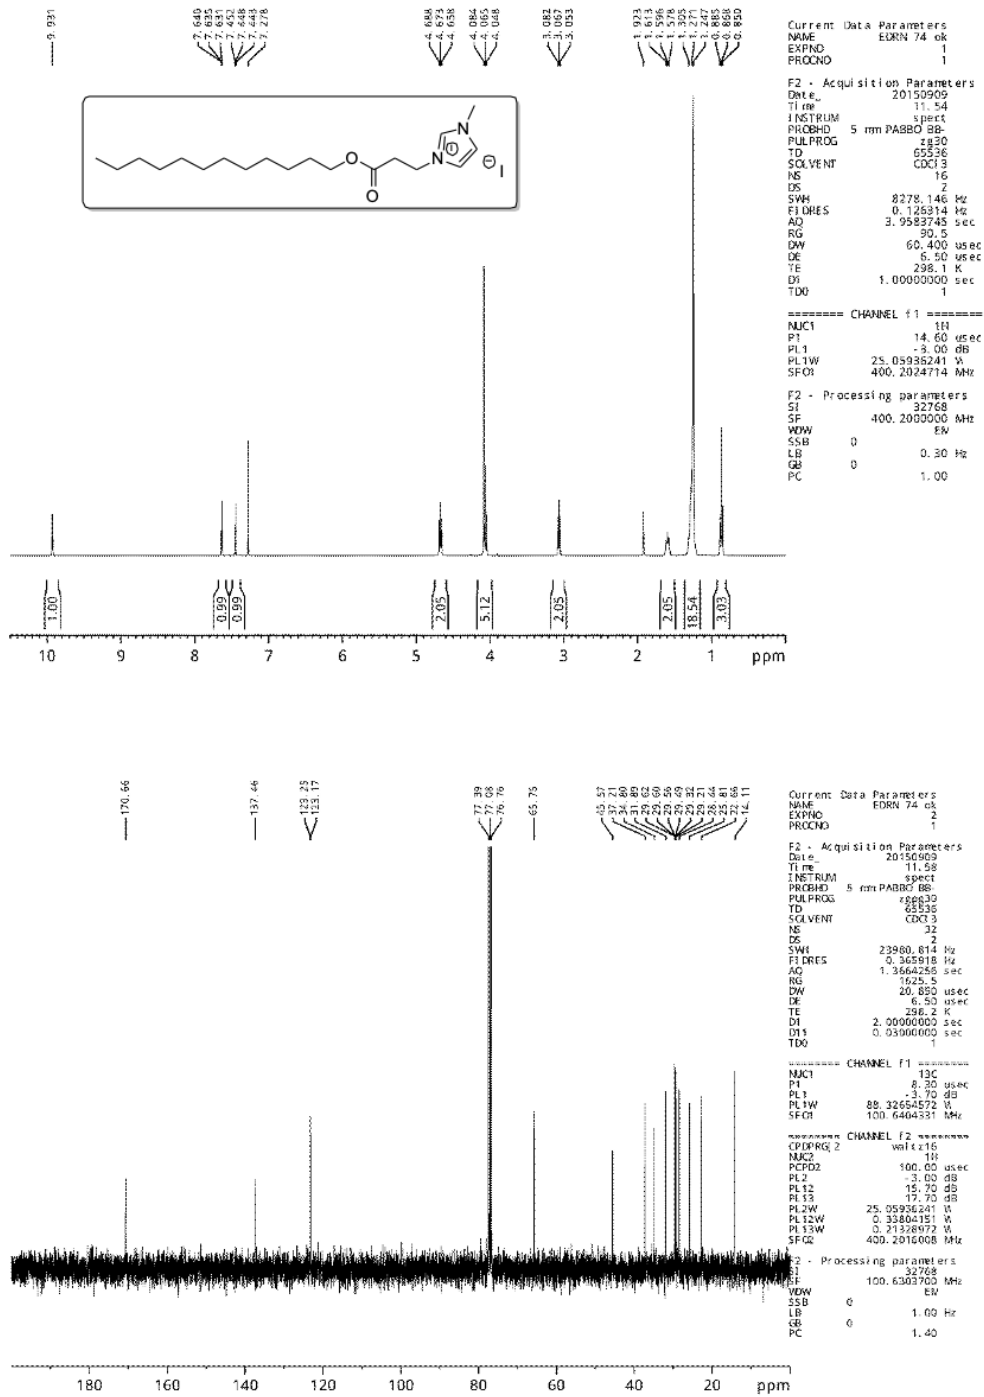 9.931
7.640
7.635
7.631
7.452
7.448
7.443
7.278
4.688
4.673
4.658
4.084
4.065
4.048
3.082
3.067
3.053
1.923
1.613
1.596
1.578
1.305
1.271
1.247
0.885
0.868
0.850
N
N
O
O
⊕
⊖
I
Current Data Parameters
NAME EDRN 74 ok
EXPNO 1
PROCNO 1
F2 - Acquisition Parameters
Date_ 20150909
Time 11.54
INSTRUM spect
PROBHD 5 mm PABBO BB-
PULPROG zg30
TD 65536
SOLVENT CDCl3
NS 16
DS 2
SWH 8278.146 Hz
FIDRES 0.126314 Hz
AQ 3.9583745 sec
RG 90.5
DW 60.400 usec
DE 6.50 usec
TE 298.1 K
D1 1.00000000 sec
TD0 1
======== CHANNEL f1 ========
NUC1 1H
P1 14.60 usec
PL1 -3.00 dB
PL1W 25.05936241 W
SFO1 400.2024714 MHz
F2 - Processing parameters
SI 32768
SF 400.2000000 MHz
WDW EM
SSB 0
LB 0.30 Hz
GB 0
PC 1.00
1.00
0.99
0.99
2.05
5.12
2.05
2.05
18.54
3.03
10 9 8 7 6 5 4 3 2 1 ppm
170.66
137.46
123.25
123.17
77.39
77.08
76.76
65.75
45.57
37.21
34.80
31.89
29.62
29.60
29.56
29.49
29.32
29.21
28.44
25.81
22.66
14.11
Current Data Parameters
NAME EDRN 74 ok
EXPNO 2
PROCNO 1
F2 - Acquisition Parameters
Date_ 20150909
Time 11.58
INSTRUM spect
PROBHD 5 mm PABBO BB-
PULPROG zgpg30
TD 65536
SOLVENT CDCl3
NS 32
DS 2
SWH 23980.814 Hz
FIDRES 0.365918 Hz
AQ 1.3664256 sec
RG 1625.5
DW 20.850 usec
DE 6.50 usec
TE 298.2 K
D1 2.00000000 sec
D11 0.03000000 sec
TD0 1
======== CHANNEL f1 ========
NUC1 13C
P1 8.30 usec
PL1 -3.70 dB
PL1W 88.32654572 W
SFO1 100.6404331 MHz
======== CHANNEL f2 ========
CPDPRG[2 waltz16
NUC2 1H
PCPD2 100.00 usec
PL2 -3.00 dB
PL12 15.70 dB
PL13 17.70 dB
PL2W 25.05936241 W
PL12W 0.33804151 W
PL13W 0.21328972 W
SFO2 400.2016008 MHz
F2 - Processing parameters
SI 32768
SF 100.6303700 MHz
WDW EM
SSB 0
LB 1.00 Hz
GB 0
PC 1.40
180 160 140 120 100 80 60 40 20 ppm